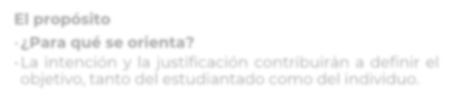 El propósito
·¿Para qué se orienta?
·La intención y la justificación contribuirán a definir el
objetivo, tanto del estudiantado como del individuo.